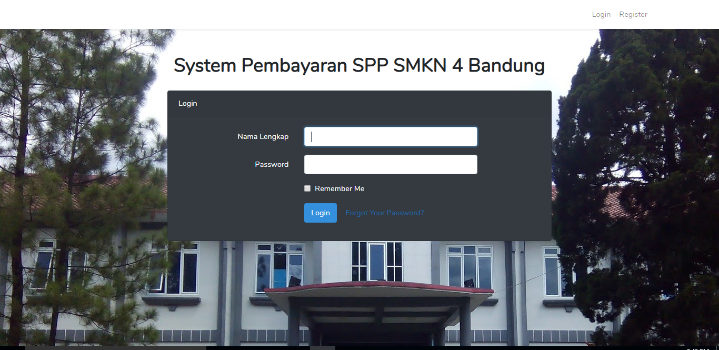 Login Register
System Pembayaran SPP SMKN 4 Bandung
Login
Nama Lengkap
Password
Remember Me
Login Forgot Your Password?